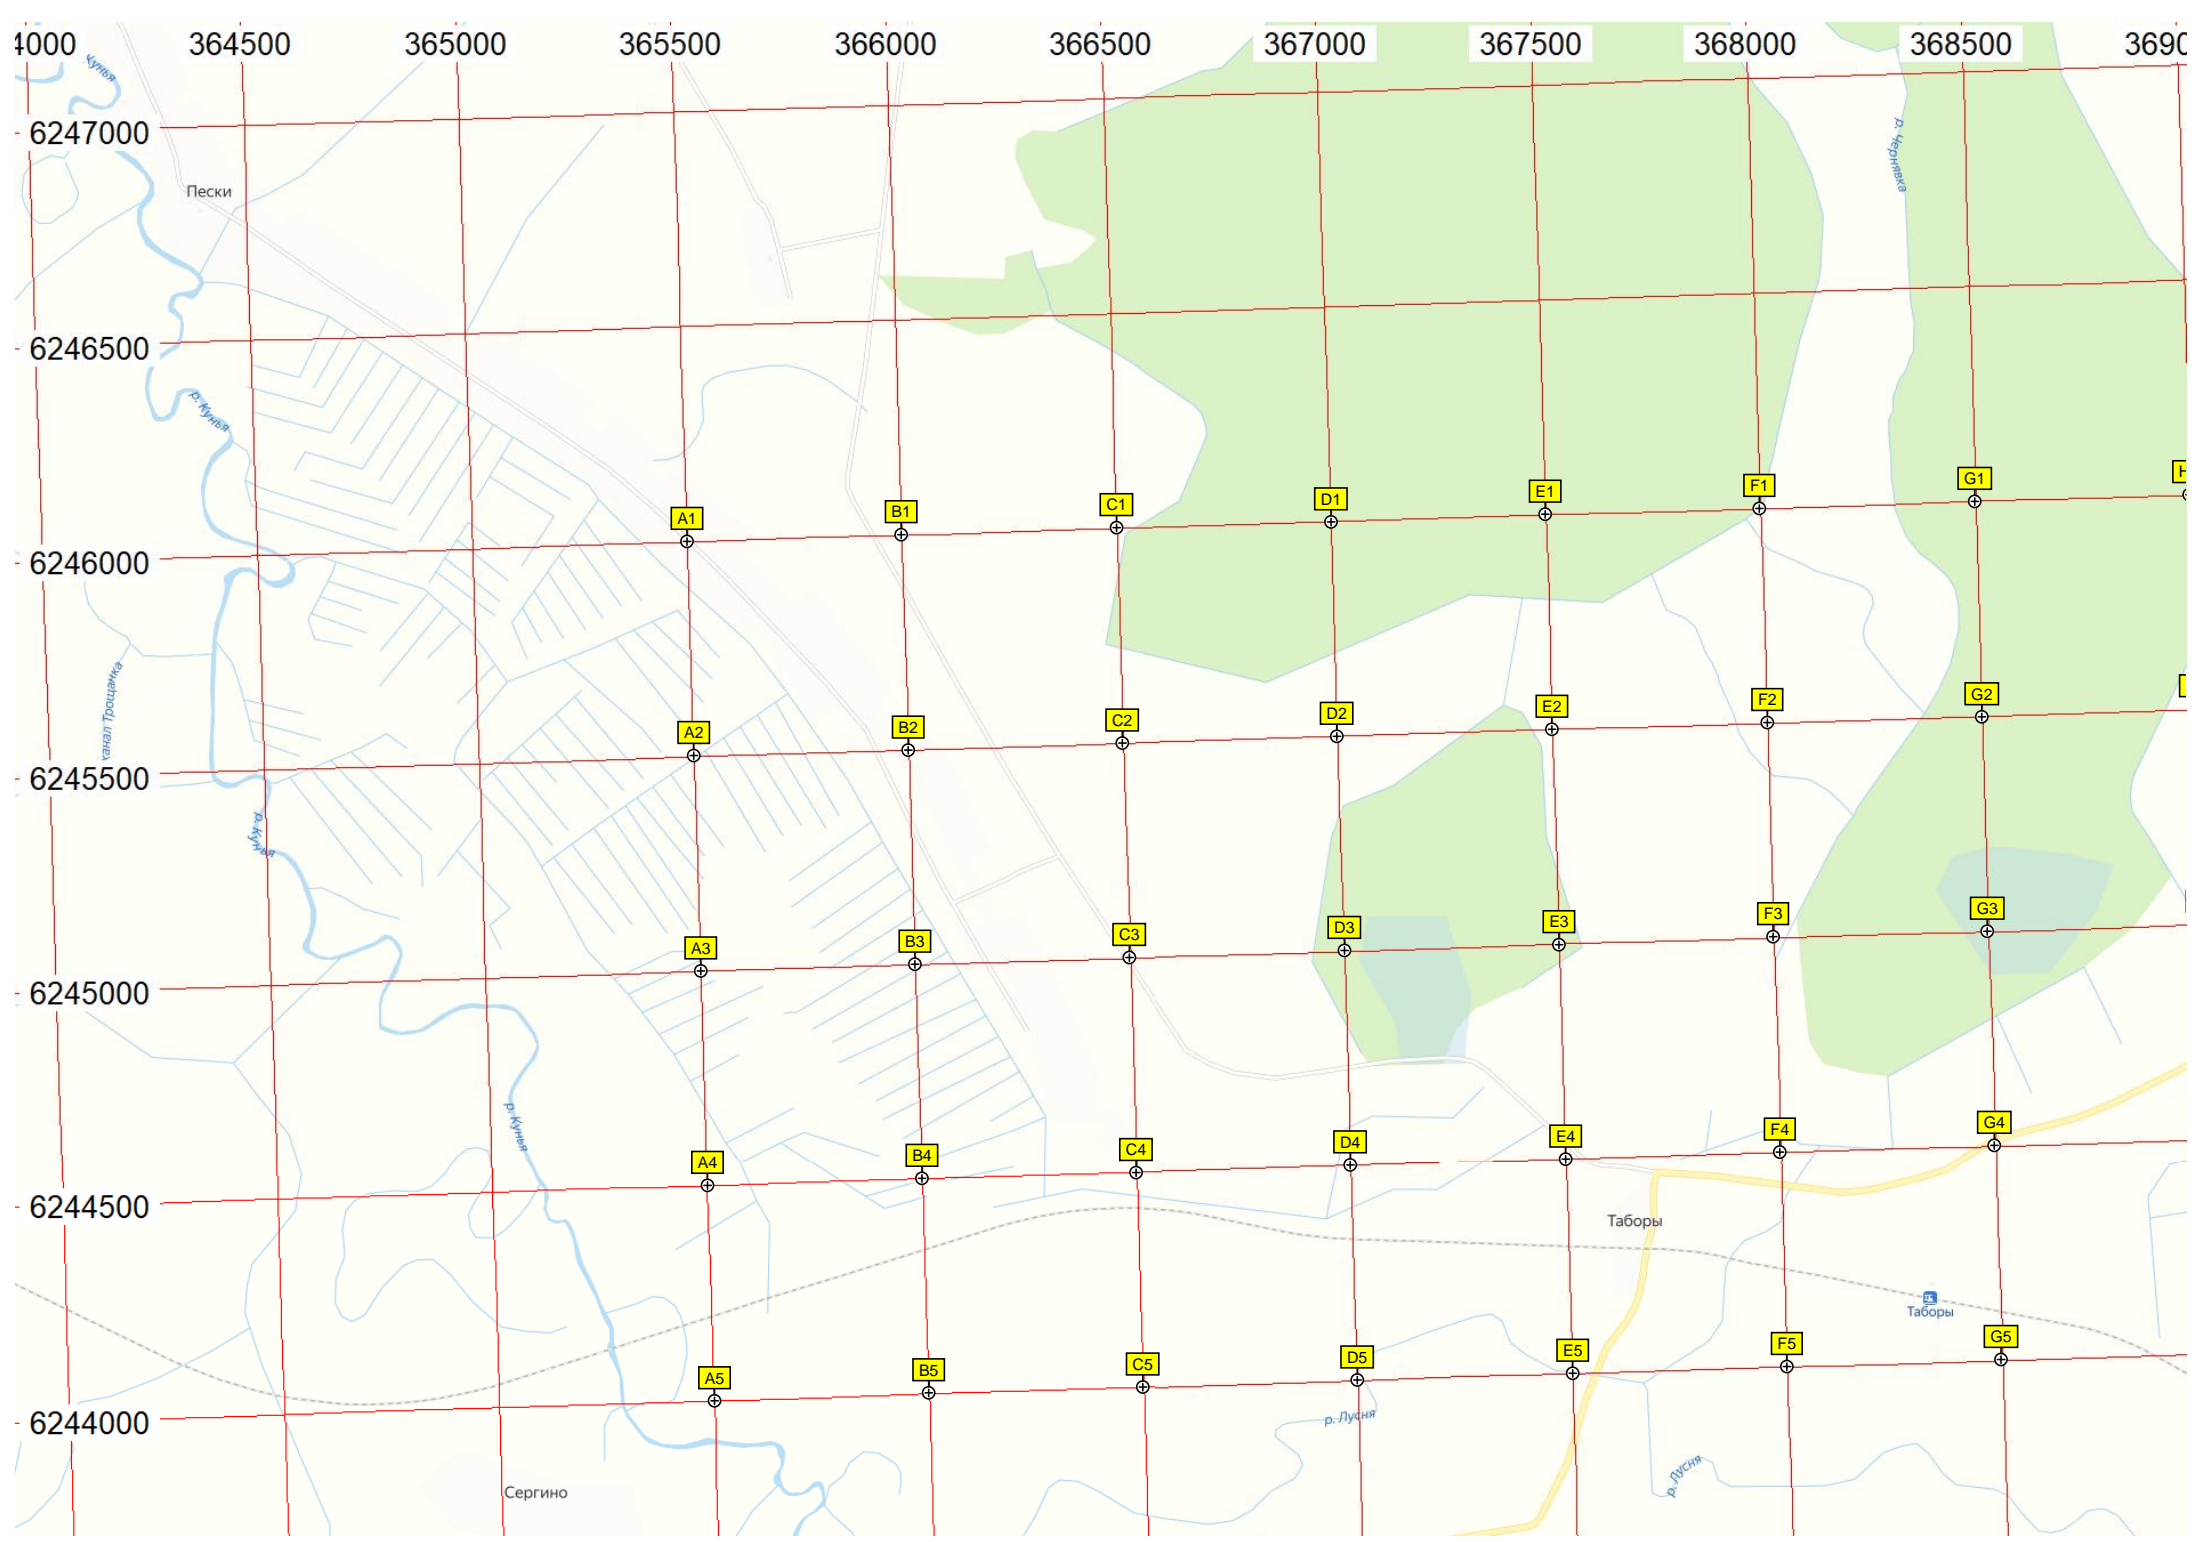 4000 364500 365000 365500 366000 366500 367000 367500 368000 368500 3690
Кунья
6247000
р. Чернявка
Пески
6246500
р. Кунья
A1 B1 C1 D1 E1 F1 G1 H
6246000
канал Трощанка
A2 B2 C2 D2 E2 F2 G2
6245500
р. Кунья
A3 B3 C3 D3 E3 F3 G3
6245000
р. Кунья
A4 B4 C4 D4 E4 F4 G4
6244500
Таборы
Таборы
A5 B5 C5 D5 E5 F5 G5
6244000
р. Лусня
р. Лусня
Сергино